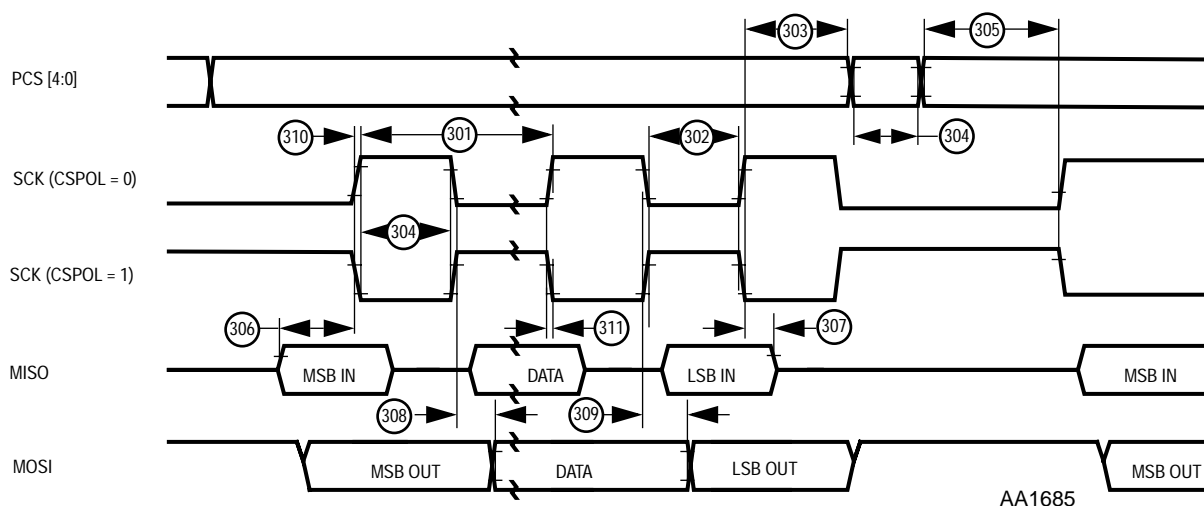 303
305
PCS [4:0]
310
301
302
304
SCK (CSPOL = 0)
304
SCK (CSPOL = 1)
306
311
307
MISO
MSB IN
DATA
LSB IN
MSB IN
308
309
MOSI
MSB OUT
DATA
LSB OUT
MSB OUT
AA1685